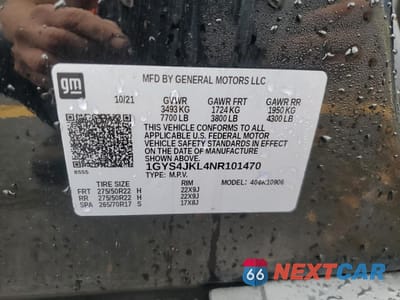 gm
MFD BY GENERAL MOTORS LLC
10/21 GVWR GAWR FRT GAWR RR
3493 KG 1724 KG 1950 KG
7700 LB 3800 LB 4300 LB
THIS VEHICLE CONFORMS TO ALL
APPLICABLE U.S. FEDERAL MOTOR VEHICLE
SAFETY STANDARDS IN EFFECT ON THE DATE
OF MANUFACTURE SHOWN ABOVE.
1GYS4JKL4NR101470
TYPE: M.P.V. MODEL:
TIRE SIZE RIM
FRT 275/50R22 H 22X9J
RR 275/50R22 H 22X9J
SPA 265/70R17 S 17X8J
66 NEXTCAR